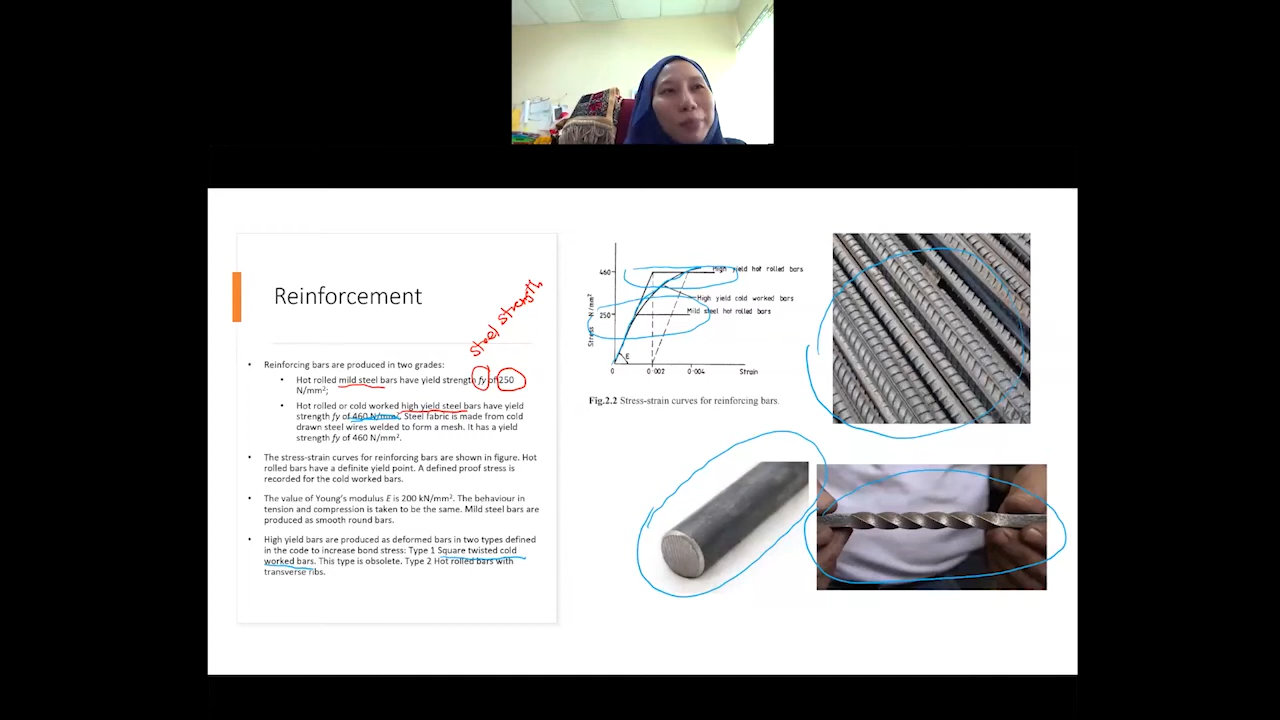 Reinforcement
steel strength
• Reinforcing bars are produced in two grades:
• Hot rolled mild steel bars have yield strength fy of 250
N/mm²;
• Hot rolled or cold worked high yield steel bars have yield
strength fy of 460 N/mm². Steel fabric is made from cold
drawn steel wires welded to form a mesh. It has a yield
strength fy of 460 N/mm².
• The stress-strain curves for reinforcing bars are shown in figure. Hot
rolled bars have a definite yield point. A defined proof stress is
recorded for the cold worked bars.
• The value of Young's modulus E is 200 kN/mm². The behaviour in
tension and compression is taken to be the same. Mild steel bars are
produced as smooth round bars.
• High yield bars are produced as deformed bars in two types defined
in the code to increase bond stress: Type 1 Square twisted cold
worked bars. This type is obsolete. Type 2 Hot rolled bars with
transverse ribs.
460
High yield hot rolled bars
High yield cold worked bars
250
Mild steel hot rolled bars
Stress N/mm²
E
0 0·002 0·004 Strain
Fig.2.2 Stress-strain curves for reinforcing bars.